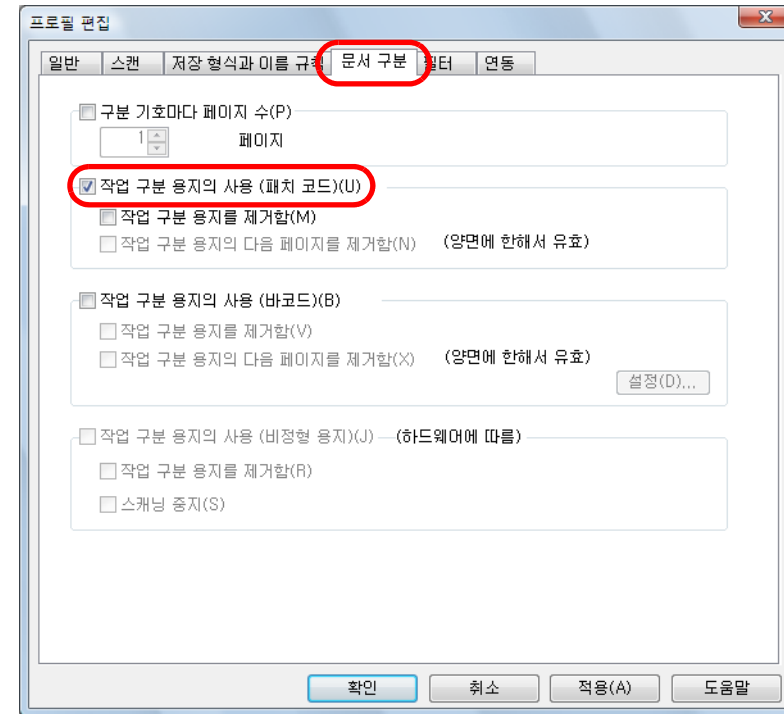 프로필 편집
일반 스캔 저장 형식과 이름 규칙 문서 구분 필터 연동
구분 기호마다 페이지 수(P)
1 페이지
작업 구분 용지의 사용 (패치 코드)(U)
작업 구분 용지를 제거함(M)
작업 구분 용지의 다음 페이지를 제거함(N) (양면에 한해서 유효)
작업 구분 용지의 사용 (바코드)(B)
작업 구분 용지를 제거함(V)
작업 구분 용지의 다음 페이지를 제거함(X) (양면에 한해서 유효)
설정(D)...
작업 구분 용지의 사용 (비정형 용지)(J) (하드웨어에 따름)
작업 구분 용지를 제거함(R)
스캐닝 중지(S)
확인 취소 적용(A) 도움말